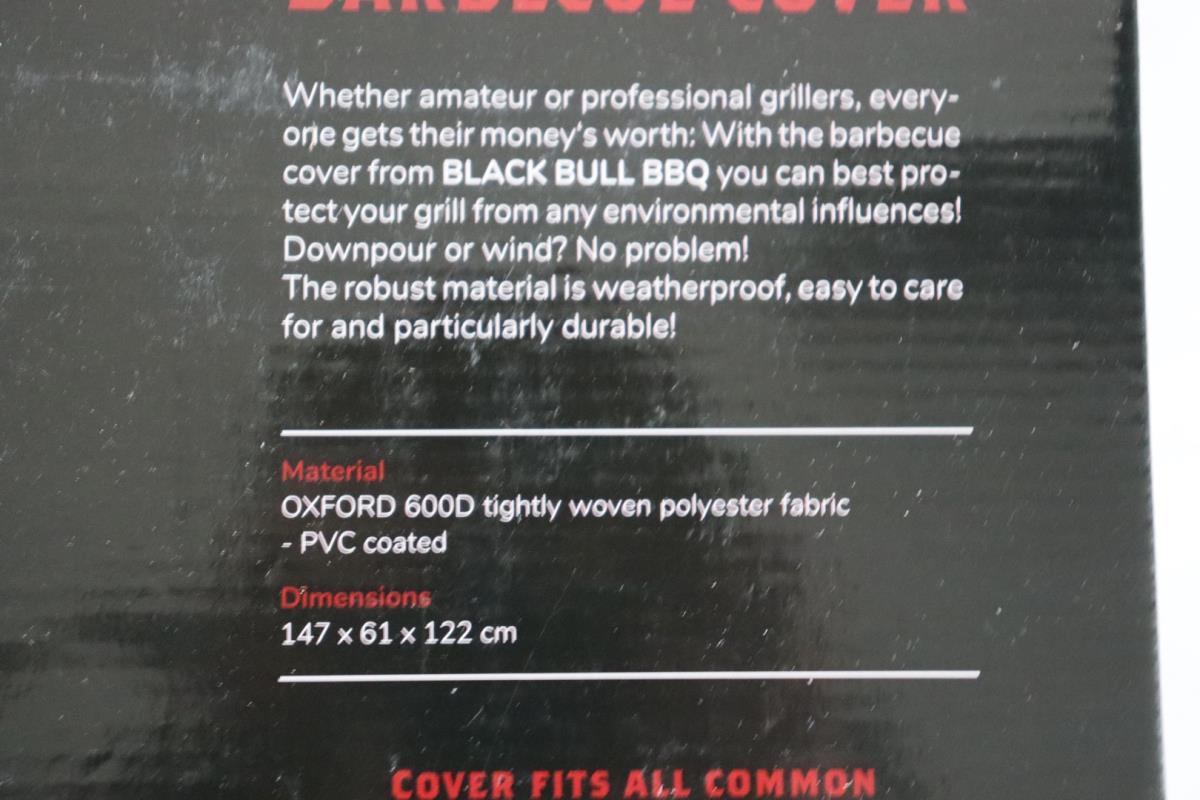 BARBECUE COVER
Whether amateur or professional grillers, every-
one gets their money's worth: With the barbecue
cover from BLACK BULL BBQ you can best pro-
tect your grill from any environmental influences!
Downpour or wind? No problem!
The robust material is weatherproof, easy to care
for and particularly durable!
Material
OXFORD 600D tightly woven polyester fabric
- PVC coated
Dimensions
147 x 61 x 122 cm
COVER FITS ALL COMMON